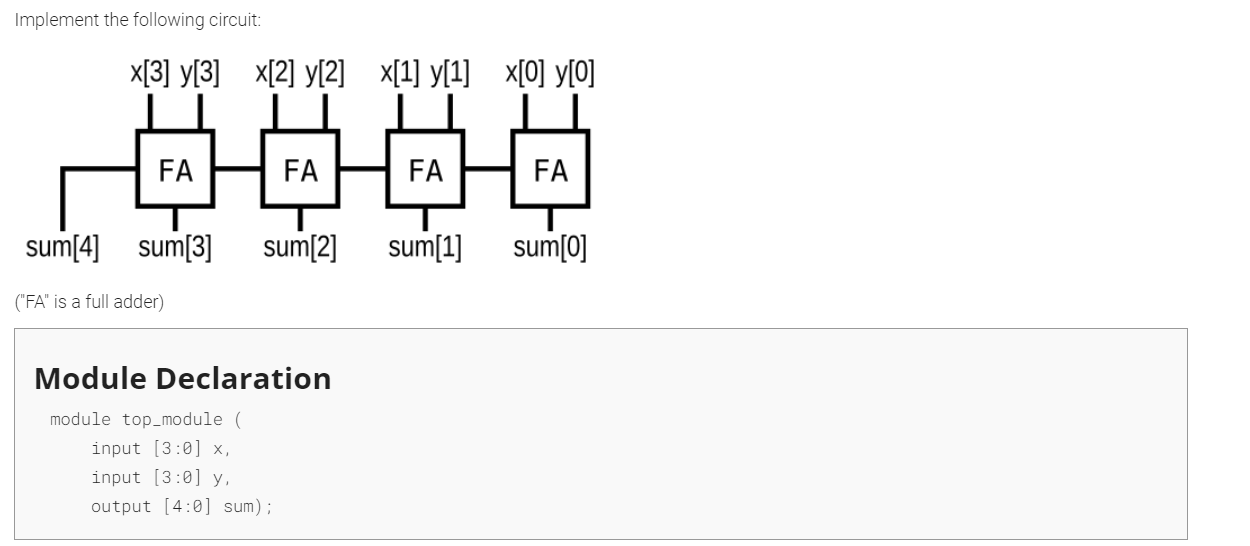 Implement the following circuit:
x[3] y[3] x[2] y[2] x[1] y[1] x[0] y[0]
FA FA FA FA
sum[4] sum[3] sum[2] sum[1] sum[0]
("FA" is a full adder)
Module Declaration
module top_module (
input [3:0] x,
input [3:0] y,
output [4:0] sum);